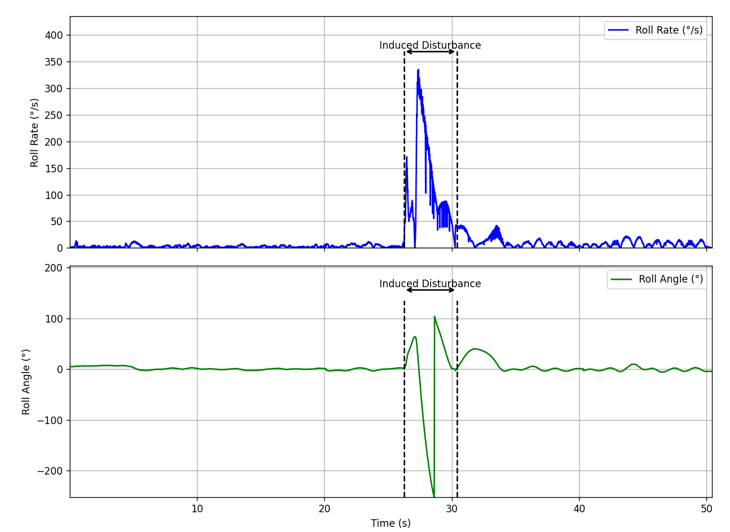 400
350
300
250
200
150
100
50
0
Roll Rate (°/s)
Induced Disturbance
Roll Rate (°/s)
200
100
0
−100
−200
Roll Angle (°)
Induced Disturbance
Roll Angle (°)
10 20 30 40 50
Time (s)